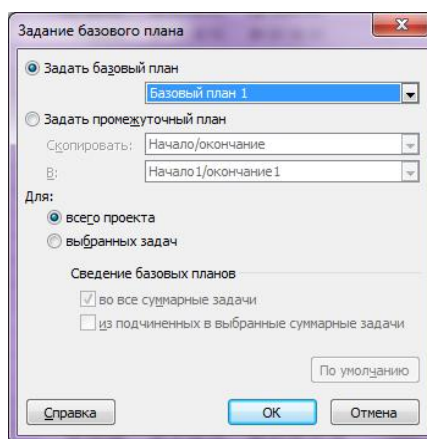 Задание базового плана
Задать базовый план
Базовый план 1
Задать промежуточный план
Скопировать: Начало/окончание
В: Начало1/окончание1
Для:
всего проекта
выбранных задач
Сведение базовых планов
во все суммарные задачи
из подчиненных в выбранные суммарные задачи
По умолчанию
Справка ОК Отмена